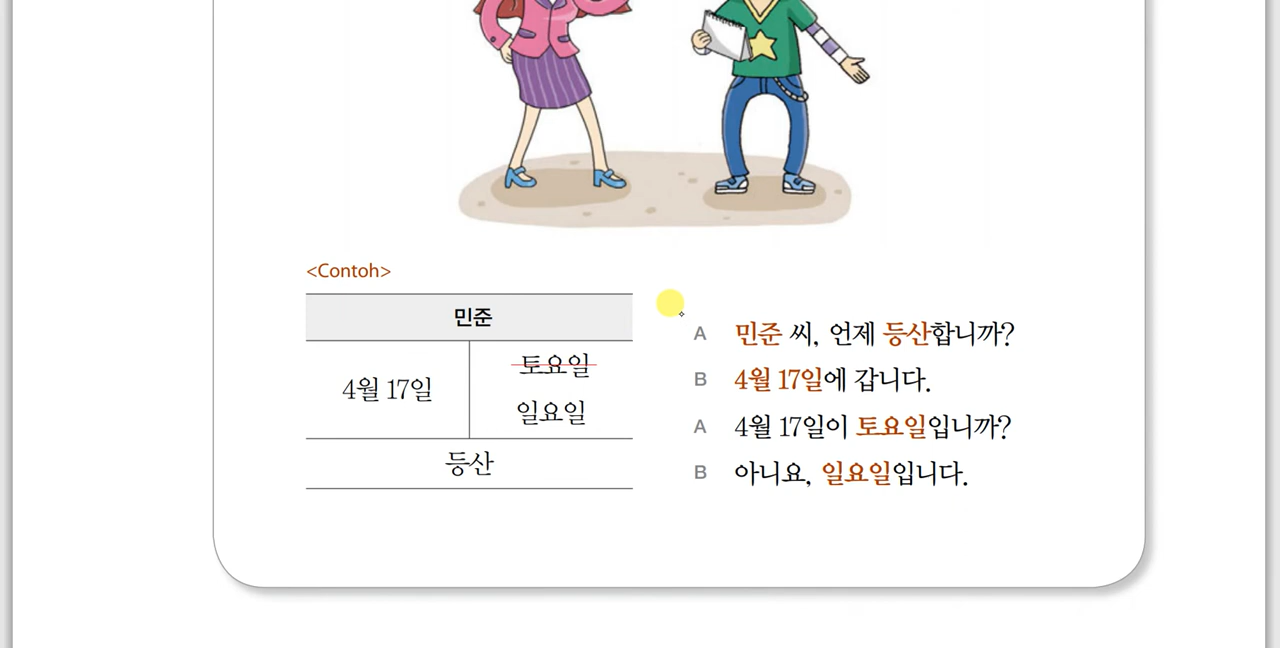 <Contoh>
민준
4월 17일
토요일
일요일
등산
A 민준 씨, 언제 등산합니까?
B 4월 17일에 갑니다.
A 4월 17일이 토요일입니까?
B 아니요, 일요일입니다.